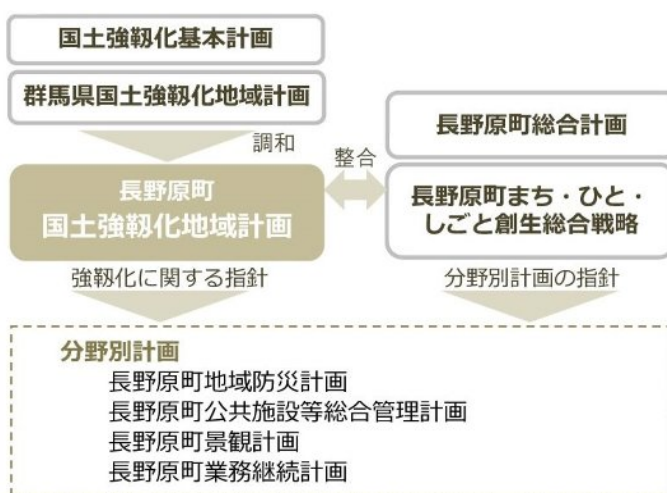 国土強靱化基本計画
群馬県国土強靱化地域計画
調和
長野原町
国土強靱化地域計画
整合
長野原町総合計画
長野原町まち・ひと・
しごと創生総合戦略
強靱化に関する指針
分野別計画の指針
分野別計画
長野原町地域防災計画
長野原町公共施設等総合管理計画
長野原町景観計画
長野原町業務継続計画